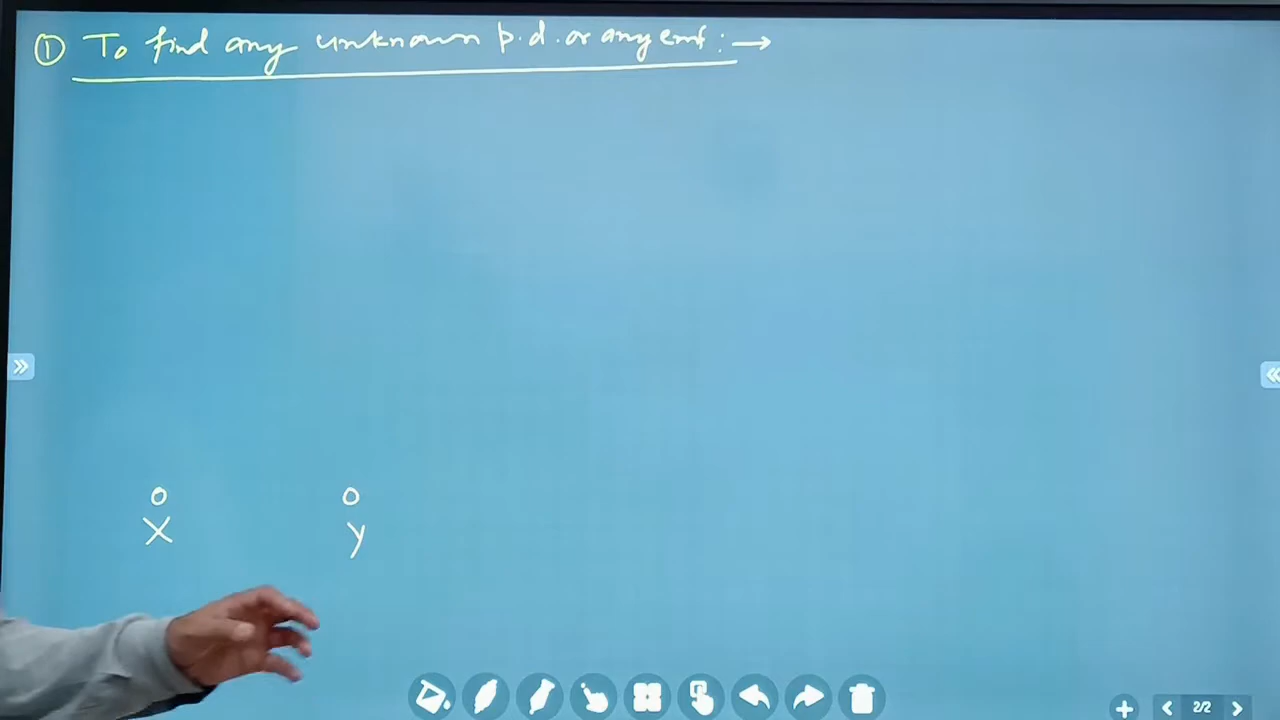 ① To find any unknown p.d. or any emf :→
o o
X Y
2/2